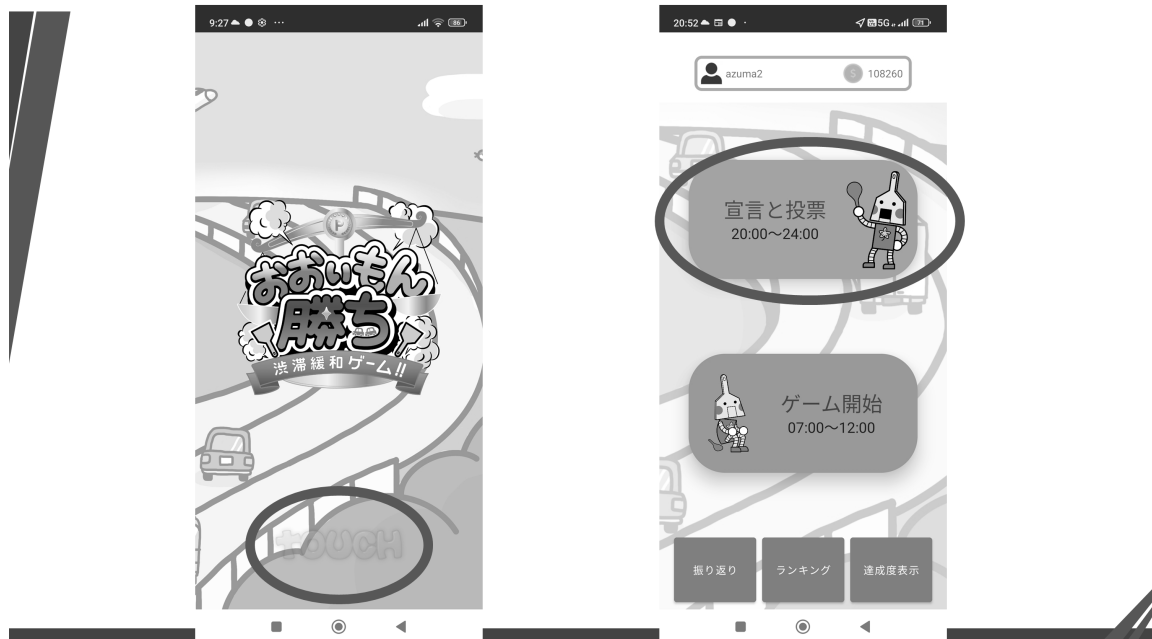 9:27
86
おおいもん
勝ち
渋滞緩和ゲーム!!
TOUCH
20:52
5G
71
azuma2
S
108260
宣言と投票
20:00～24:00
ゲーム開始
07:00～12:00
振り返り
ランキング
達成度表示